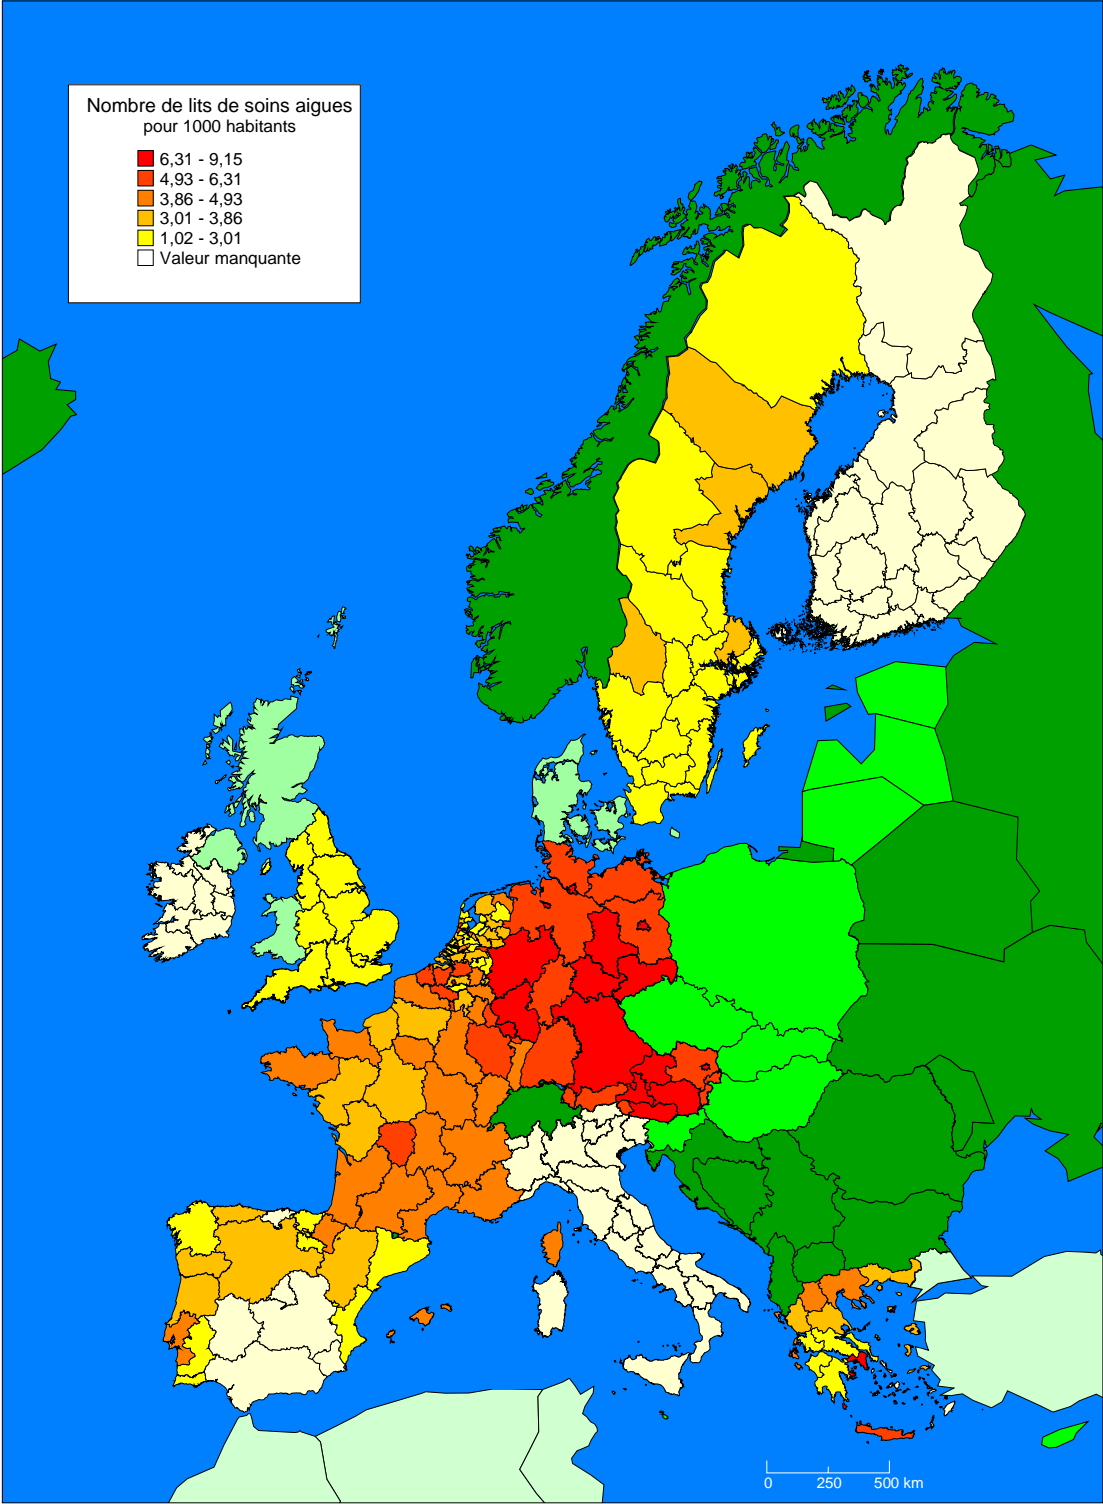 Nombre de lits de soins aigues
pour 1000 habitants
6,31 - 9,15
4,93 - 6,31
3,86 - 4,93
3,01 - 3,86
1,02 - 3,01
Valeur manquante
0 250 500 km